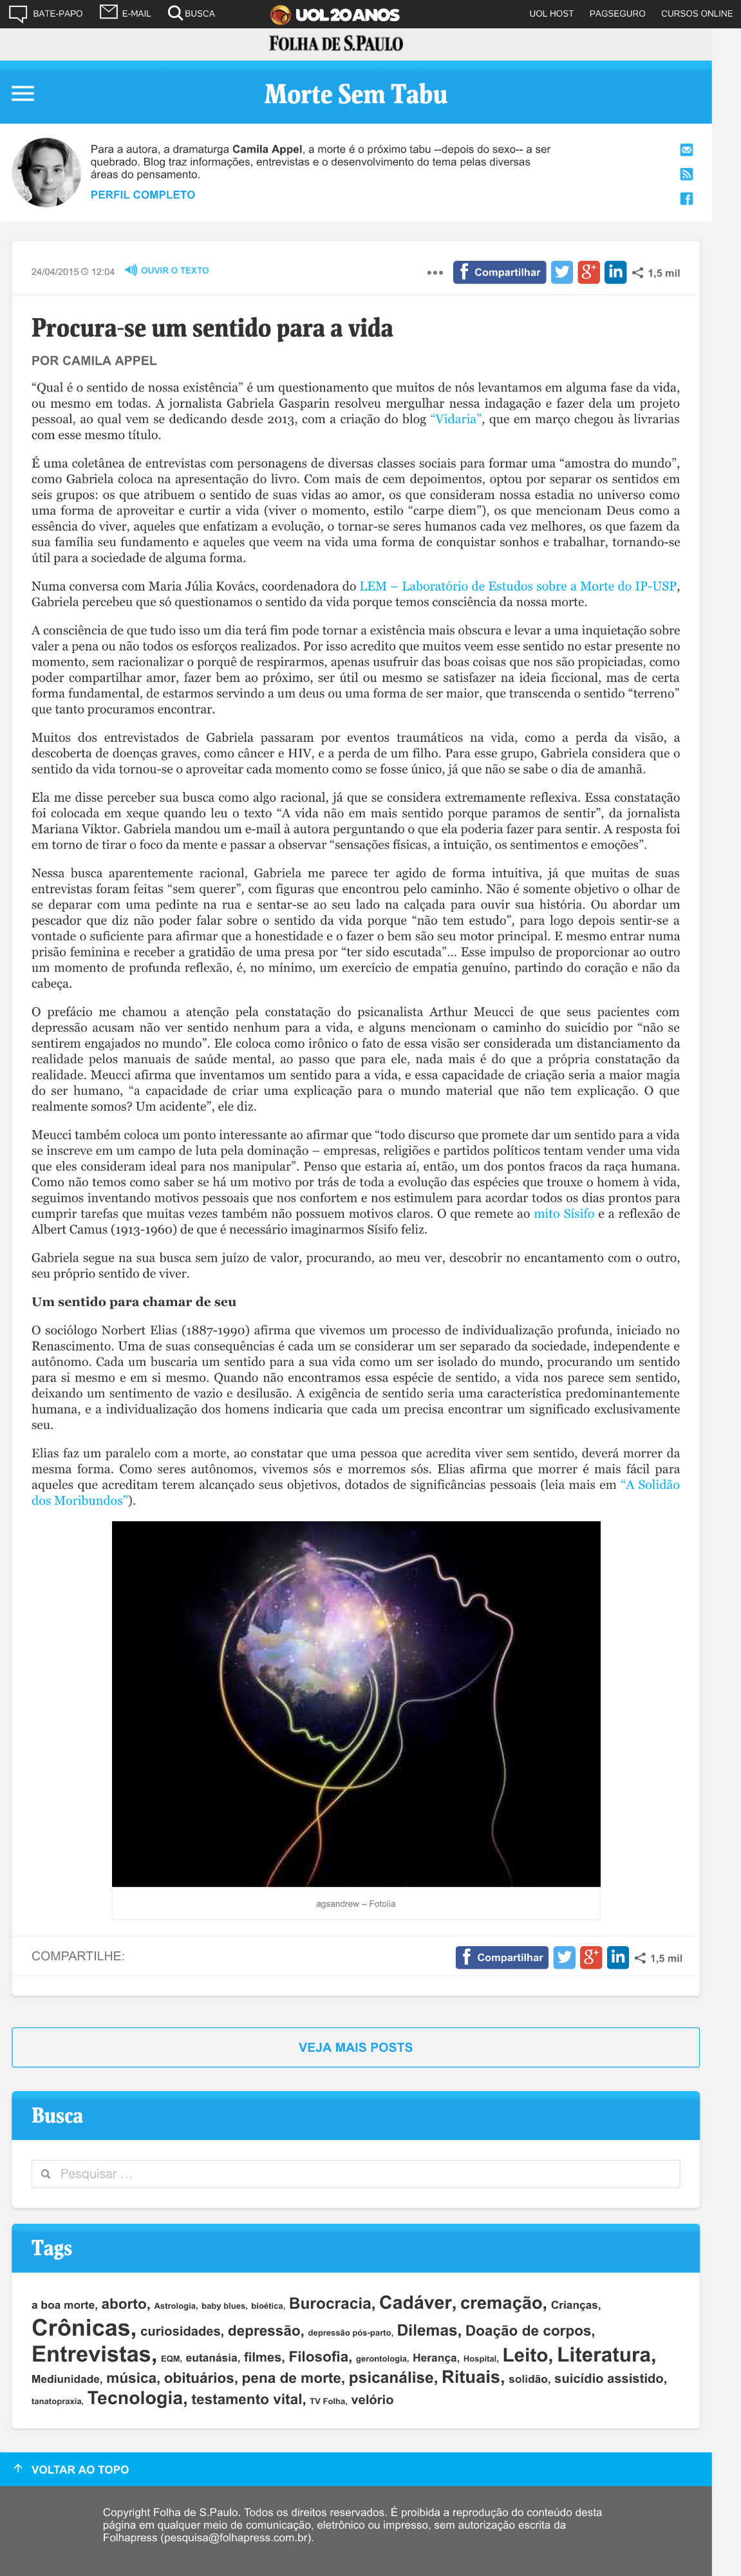 BATE-PAPO E-MAIL BUSCA UOL 20 ANOS UOL HOST PAGSEGURO CURSOS ONLINE
FOLHA DE S.PAULO
Morte Sem Tabu
Para a autora, a dramaturga Camila Appel, a morte é o próximo tabu --depois do sexo-- a ser
quebrado. Blog traz informações, entrevistas e o desenvolvimento do tema pelas diversas
áreas do pensamento.
PERFIL COMPLETO
24/04/2015 12:04 OUVIR O TEXTO
Compartilhar 1,5 mil
Procura-se um sentido para a vida
POR CAMILA APPEL
“Qual é o sentido de nossa existência” é um questionamento que muitos de nós levantamos em alguma fase da vida,
ou mesmo em todas. A jornalista Gabriela Gasparin resolveu mergulhar nessa indagação e fazer dela um projeto
pessoal, ao qual vem se dedicando desde 2013, com a criação do blog “Vidaria”, que em março chegou às livrarias
com esse mesmo título.
É uma coletânea de entrevistas com personagens de diversas classes sociais para formar uma “amostra do mundo”,
como Gabriela coloca na apresentação do livro. Com mais de cem depoimentos, optou por separar os sentidos em
seis grupos: os que atribuem o sentido de suas vidas ao amor, os que consideram nossa estadia no universo como
uma forma de aproveitar e curtir a vida (viver o momento, estilo “carpe diem”), os que mencionam Deus como a
essência do viver, aqueles que enfatizam a evolução, o tornar-se seres humanos cada vez melhores, os que fazem da
sua família seu fundamento e aqueles que veem na vida uma forma de conquistar sonhos e trabalhar, tornando-se
útil para a sociedade de alguma forma.
Numa conversa com Maria Júlia Kovács, coordenadora do LEM – Laboratório de Estudos sobre a Morte do IP-USP,
Gabriela percebeu que só questionamos o sentido da vida porque temos consciência da nossa morte.
A consciência de que tudo isso um dia terá fim pode tornar a existência mais obscura e levar a uma inquietação sobre
valer a pena ou não todos os esforços realizados. Por isso acredito que muitos veem esse sentido no estar presente no
momento, sem racionalizar o porquê de respirarmos, apenas usufruir das boas coisas que nos são propiciadas, como
poder compartilhar amor, fazer bem ao próximo, ser útil ou mesmo se satisfazer na ideia ficcional, mas de certa
forma fundamental, de estarmos servindo a um deus ou uma forma de ser maior, que transcenda o sentido “terreno”
que tanto procuramos encontrar.
Muitos dos entrevistados de Gabriela passaram por eventos traumáticos na vida, como a perda da visão, a
descoberta de doenças graves, como câncer e HIV, e a perda de um filho. Para esse grupo, Gabriela considera que o
sentido da vida tornou-se o aproveitar cada momento como se fosse único, já que não se sabe o dia de amanhã.
Ela me disse perceber sua busca como algo racional, já que se considera extremamente reflexiva. Essa constatação
foi colocada em xeque quando leu o texto “A vida não em mais sentido porque paramos de sentir”, da jornalista
Mariana Viktor. Gabriela mandou um e-mail à autora perguntando o que ela poderia fazer para sentir. A resposta foi
em torno de tirar o foco da mente e passar a observar “sensações físicas, a intuição, os sentimentos e emoções”.
Nessa busca aparentemente racional, Gabriela me parece ter agido de forma intuitiva, já que muitas de suas
entrevistas foram feitas “sem querer”, com figuras que encontrou pelo caminho. Não é somente objetivo o olhar de
se deparar com uma pedinte na rua e sentar-se ao seu lado na calçada para ouvir sua história. Ou abordar um
pescador que diz não poder falar sobre o sentido da vida porque “não tem estudo”, para logo depois sentir-se a
vontade o suficiente para afirmar que a honestidade e o fazer o bem são seu motor principal. E mesmo entrar numa
prisão feminina e receber a gratidão de uma presa por “ter sido escutada”... Esse impulso de proporcionar ao outro
um momento de profunda reflexão, é, no mínimo, um exercício de empatia genuíno, partindo do coração e não da
cabeça.
O prefácio me chamou a atenção pela constatação do psicanalista Arthur Meucci de que seus pacientes com
depressão acusam não ver sentido nenhum para a vida, e alguns mencionam o caminho do suicídio por “não se
sentirem engajados no mundo”. Ele coloca como irônico o fato de essa visão ser considerada um distanciamento da
realidade pelos manuais de saúde mental, ao passo que para ele, nada mais é do que a própria constatação da
realidade. Meucci afirma que inventamos um sentido para a vida, e essa capacidade de criação seria a maior magia
do ser humano, “a capacidade de criar uma explicação para o mundo material que não tem explicação. O que
realmente somos? Um acidente”, ele diz.
Meucci também coloca um ponto interessante ao afirmar que “todo discurso que promete dar um sentido para a vida
se inscreve em um campo de luta pela dominação – empresas, religiões e partidos políticos tentam vender uma vida
que eles consideram ideal para nos manipular”. Penso que estaria aí, então, um dos pontos fracos da raça humana.
Como não temos como saber se há um motivo por trás de toda a evolução das espécies que trouxe o homem à vida,
seguimos inventando motivos pessoais que nos confortem e nos estimulem para acordar todos os dias prontos para
cumprir tarefas que muitas vezes também não possuem motivos claros. O que remete ao mito Sísifo e a reflexão de
Albert Camus (1913-1960) de que é necessário imaginarmos Sísifo feliz.
Gabriela segue na sua busca sem juízo de valor, procurando, ao meu ver, descobrir no encantamento com o outro,
seu próprio sentido de viver.
Um sentido para chamar de seu
O sociólogo Norbert Elias (1887-1990) afirma que vivemos um processo de individualização profunda, iniciado no
Renascimento. Uma de suas consequências é cada um se considerar um ser separado da sociedade, independente e
autônomo. Cada um buscaria um sentido para a sua vida como um ser isolado do mundo, procurando um sentido
para si mesmo e em si mesmo. Quando não encontramos essa espécie de sentido, a vida nos parece sem sentido,
deixando um sentimento de vazio e desilusão. A exigência de sentido seria uma característica predominantemente
humana, e a individualização dos homens indicaria que cada um precisa encontrar um significado exclusivamente
seu.
Elias faz um paralelo com a morte, ao constatar que uma pessoa que acredita viver sem sentido, deverá morrer da
mesma forma. Como seres autônomos, vivemos sós e morremos sós. Elias afirma que morrer é mais fácil para
aqueles que acreditam terem alcançado seus objetivos, dotados de significâncias pessoais (leia mais em “A Solidão
dos Moribundos”).
agsandrew – Fotolia
COMPARTILHE: Compartilhar 1,5 mil
VEJA MAIS POSTS
Busca
Pesquisar ...
Tags
a boa morte, aborto, Astrologia, baby blues, bioética, Burocracia, Cadáver, cremação, Crianças,
Crônicas, curiosidades, depressão, depressão pós-parto, Dilemas, Doação de corpos,
Entrevistas, EQM, eutanásia, filmes, Filosofia, gerontologia, Herança, Hospital, Leito, Literatura,
Mediunidade, música, obituários, pena de morte, psicanálise, Rituais, solidão, suicídio assistido,
tanatopraxia, Tecnologia, testamento vital, TV Folha, velório
VOLTAR AO TOPO
Copyright Folha de S.Paulo. Todos os direitos reservados. É proibida a reprodução do conteúdo desta
página em qualquer meio de comunicação, eletrônico ou impresso, sem autorização escrita da
Folhapress (pesquisa@folhapress.com.br).